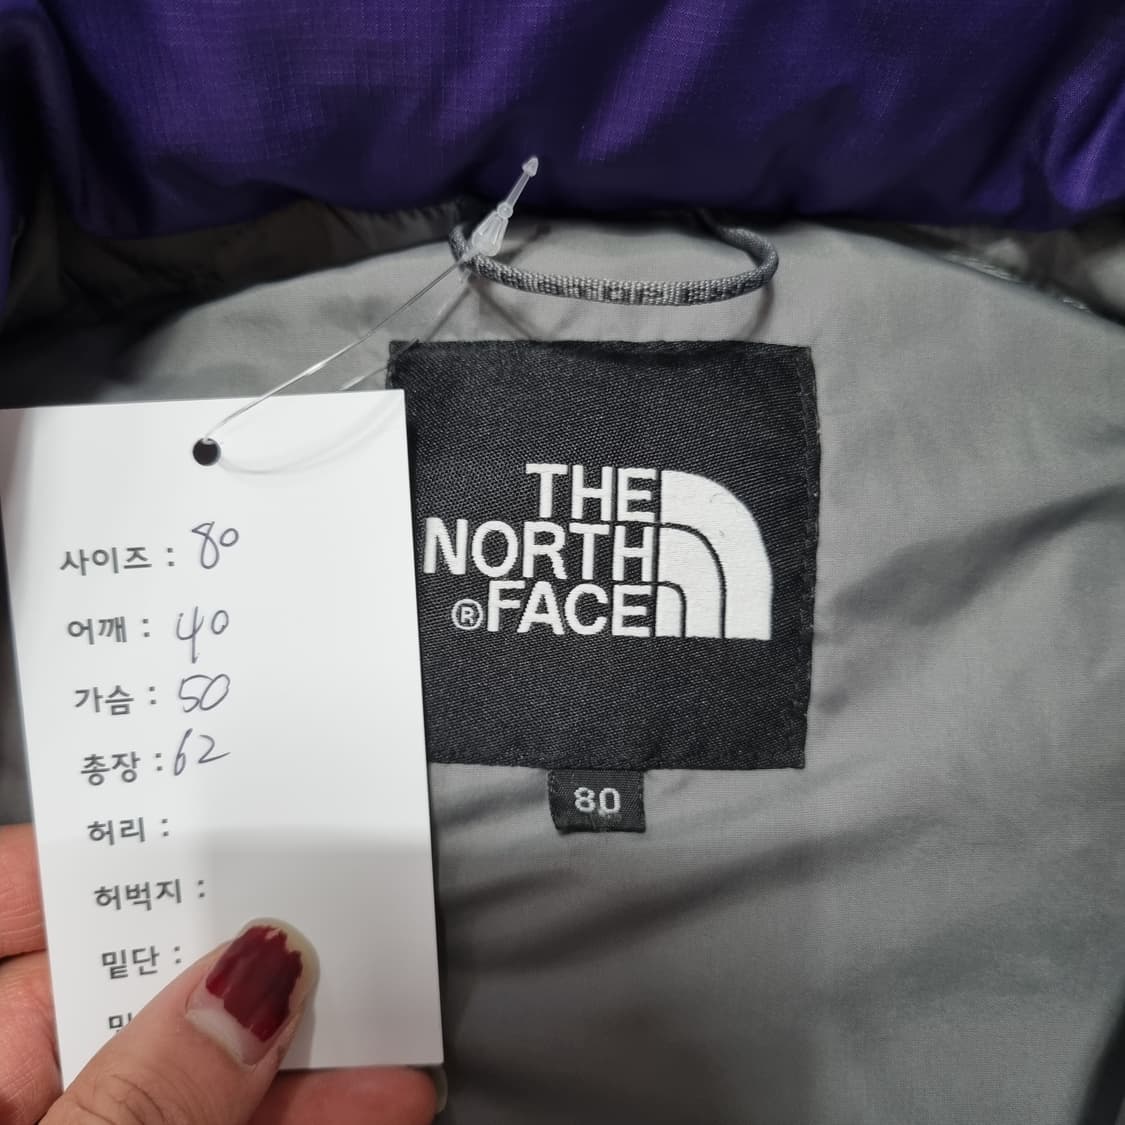 사이즈 : 80
어깨 : 40
가슴 : 50
총장 : 62
허리 :
허벅지 :
밑단 :
THE
NORTH
®FACE
80